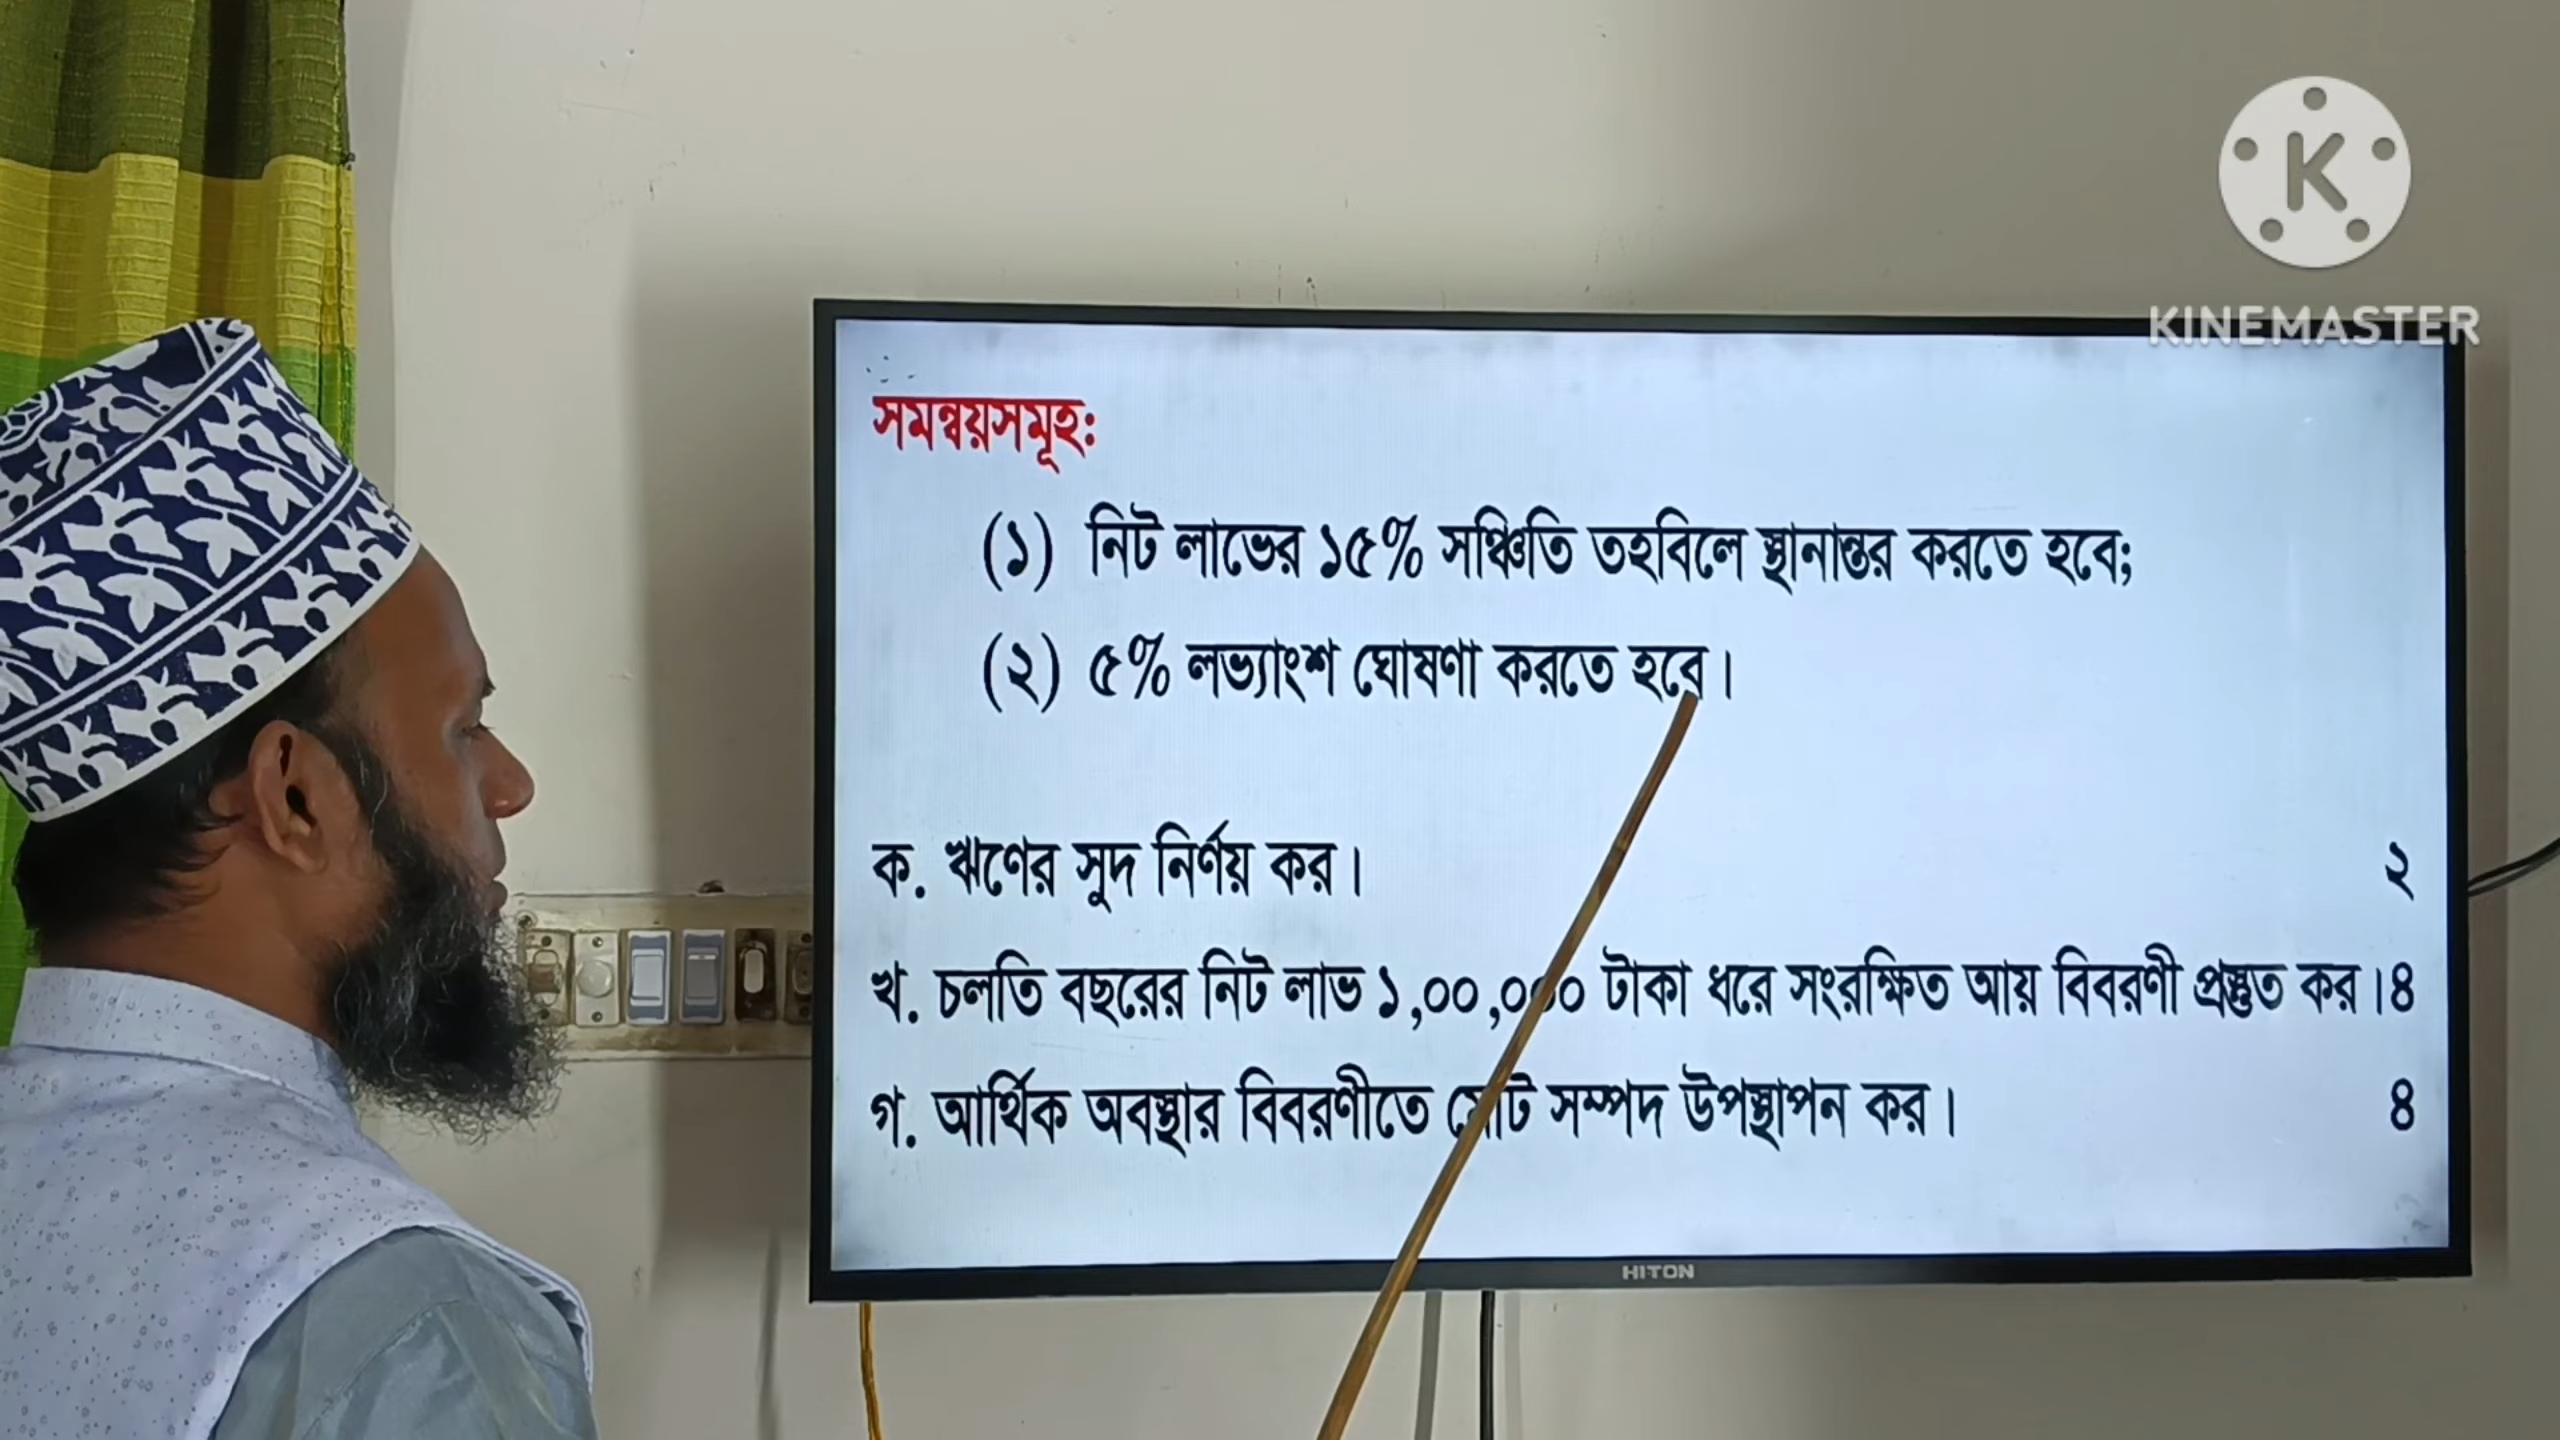 K
KINEMASTER
সমন্বয়সমূহ:
(১) নিট লাভের ১৫% সঞ্চিতি তহবিলে স্থানান্তর করতে হবে;
(২) ৫% লভ্যাংশ ঘোষণা করতে হবে।
ক. ঋণের সুদ নির্ণয় কর। ২
খ. চলতি বছরের নিট লাভ ১,০০,০০০ টাকা ধরে সংরক্ষিত আয় বিবরণী প্রস্তুত কর।৪
গ. আর্থিক অবস্থার বিবরণীতে মোট সম্পদ উপস্থাপন কর। ৪
HITON